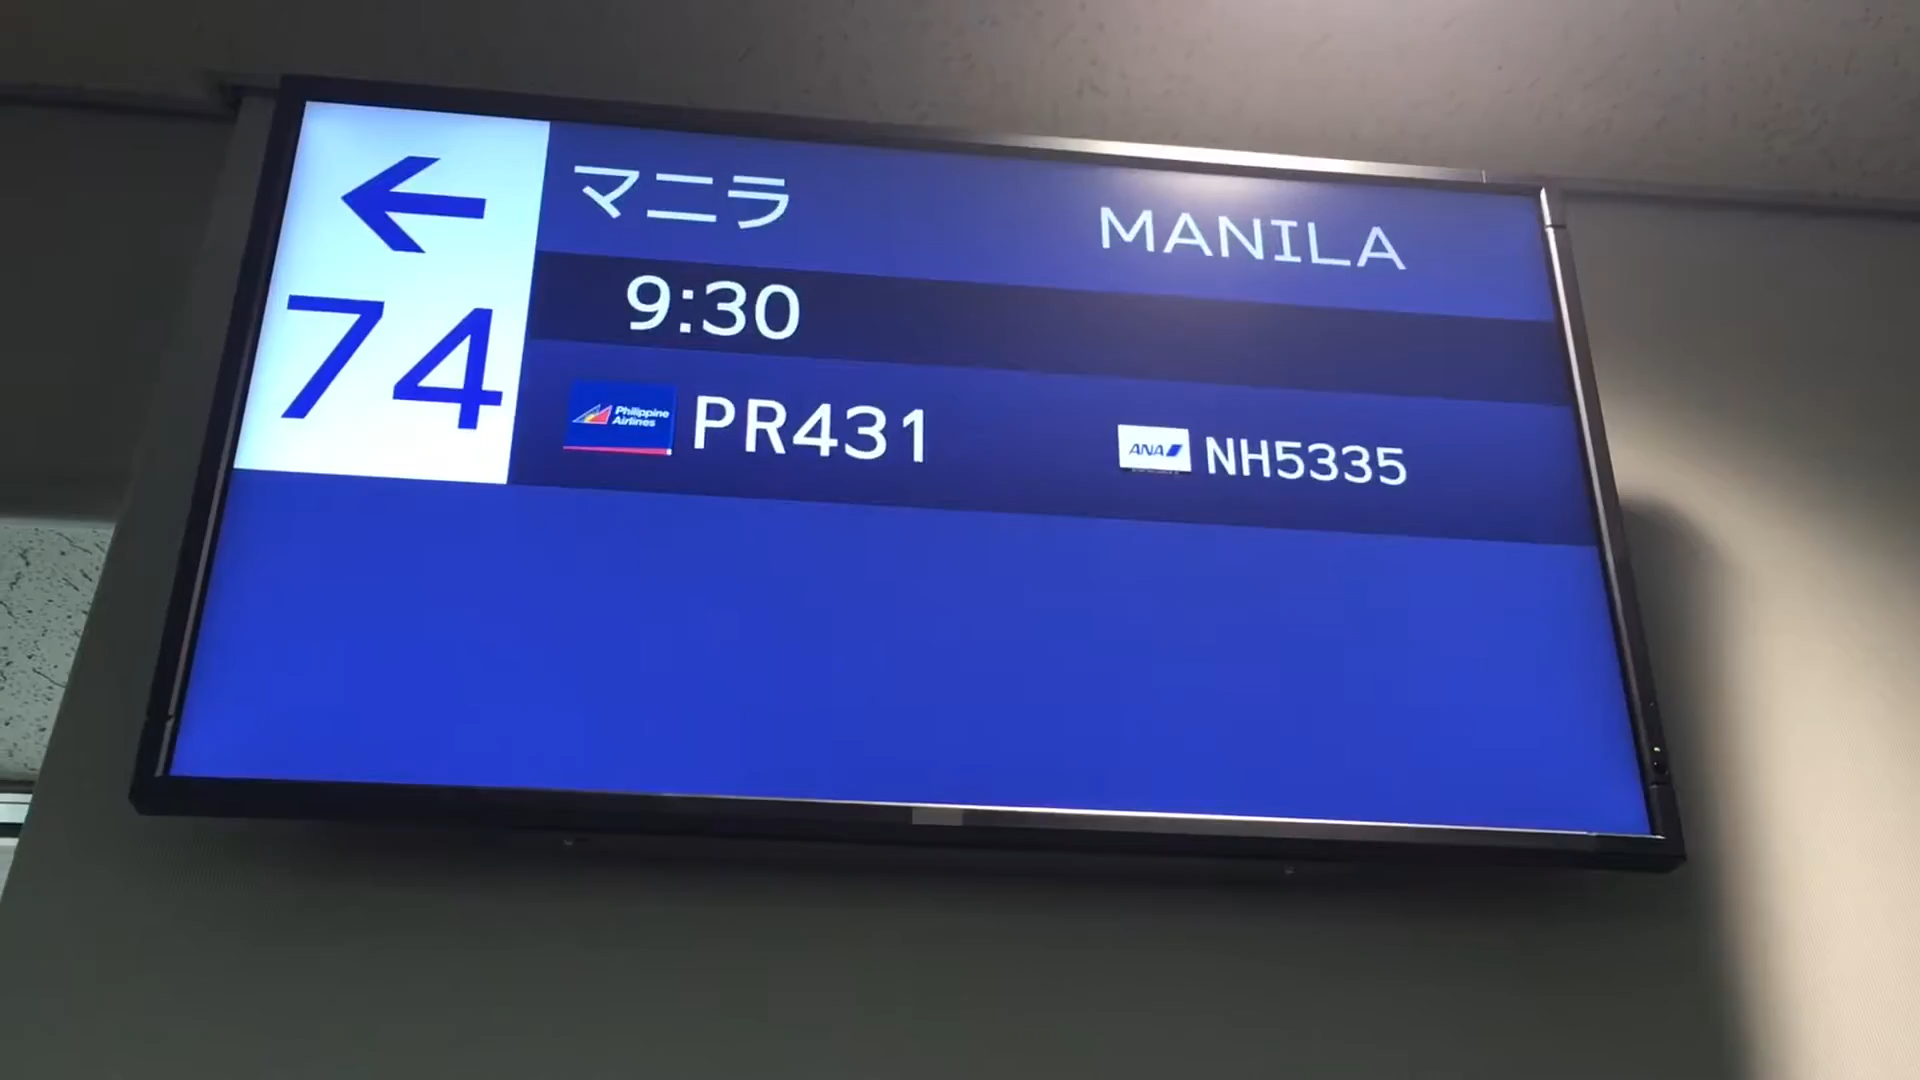 ← マニラ MANILA
74
9:30
Philippine Airlines PR431 ANA NH5335